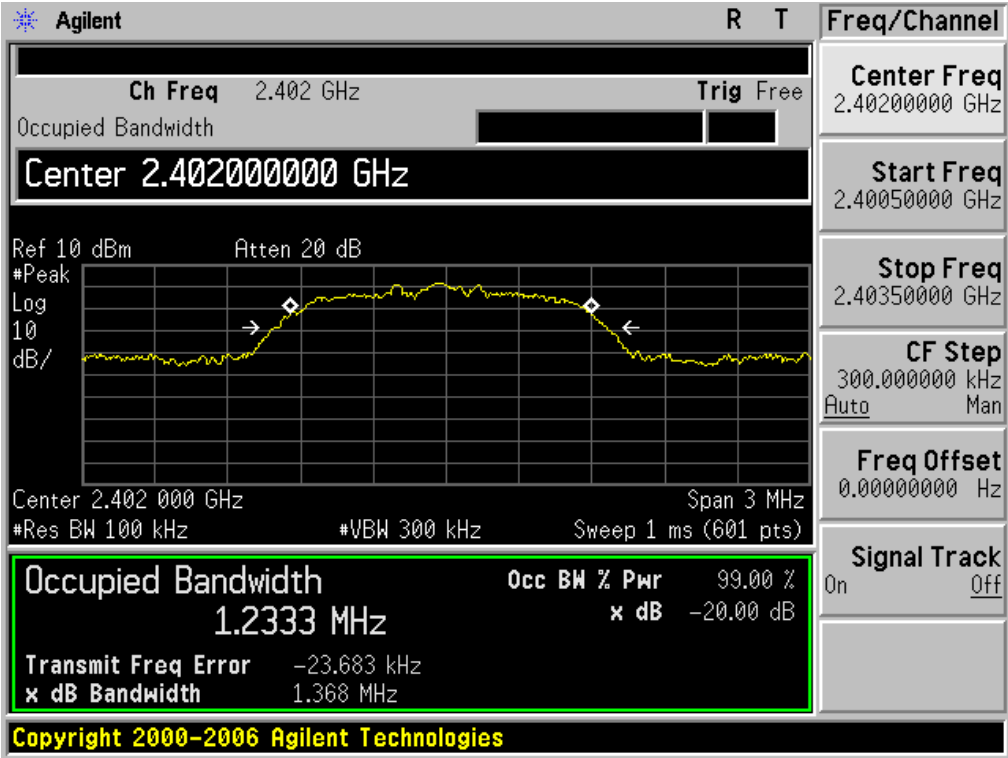 Agilent R T
Ch Freq 2.402 GHz Trig Free
Occupied Bandwidth
Center 2.402000000 GHz
Ref 10 dBm Atten 20 dB
#Peak
Log
10
dB/
Center 2.402 000 GHz Span 3 MHz
#Res BW 100 kHz #VBW 300 kHz Sweep 1 ms (601 pts)
Occupied Bandwidth Occ BW % Pwr 99.00 %
1.2333 MHz x dB -20.00 dB
Transmit Freq Error -23.683 kHz
x dB Bandwidth 1.368 MHz
Copyright 2000-2006 Agilent Technologies
Freq/Channel
Center Freq
2.40200000 GHz
Start Freq
2.40050000 GHz
Stop Freq
2.40350000 GHz
CF Step
300.000000 kHz
Auto Man
Freq Offset
0.00000000 Hz
Signal Track
On Off